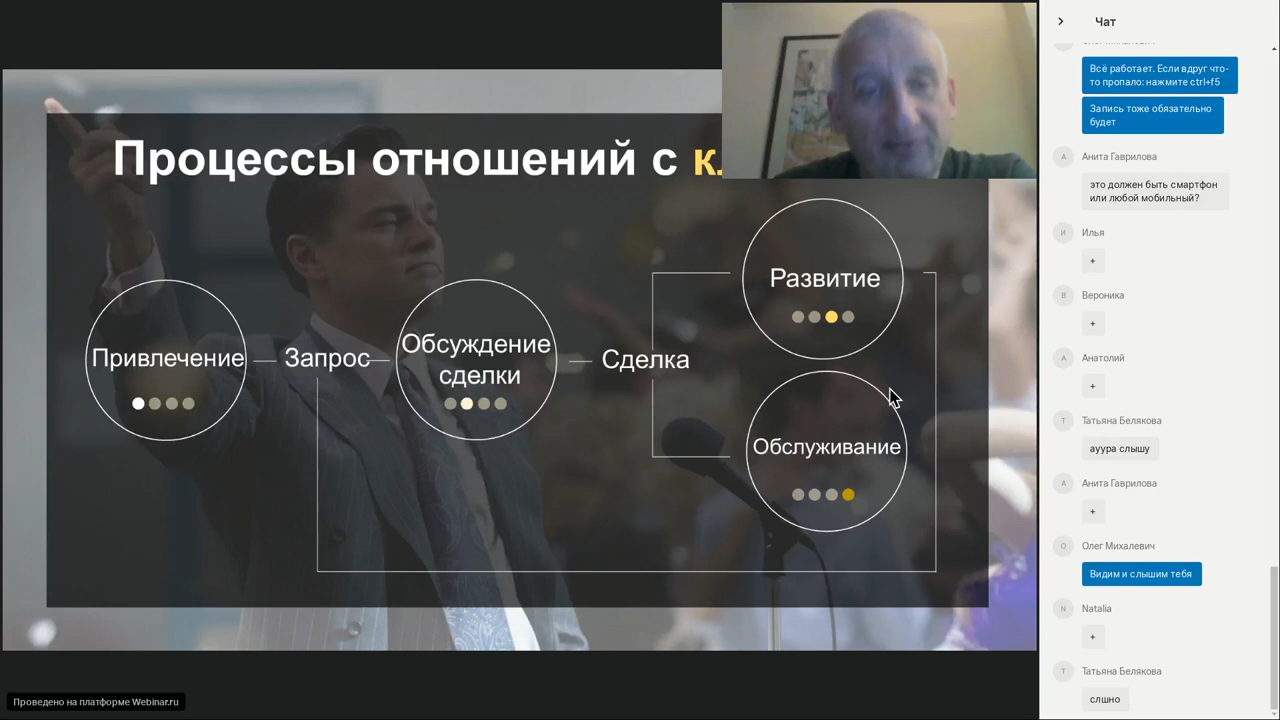 Процессы отношений с
Привлечение
Запрос
Обсуждение
сделки
Сделка
Развитие
Обслуживание
Проведено на платформе Webinar.ru
Чат
Всё работает. Если вдруг что-
то пропало: нажмите ctrl+f5
Запись тоже обязательно
будет
А
Анита Гаврилова
это должен быть смартфон
или любой мобильный?
И
Илья
+
В
Вероника
+
А
Анатолий
+
Т
Татьяна Белякова
ауура слышу
А
Анита Гаврилова
+
О
Олег Михалевич
Видим и слышим тебя
N
Natalia
+
Т
Татьяна Белякова
слшно